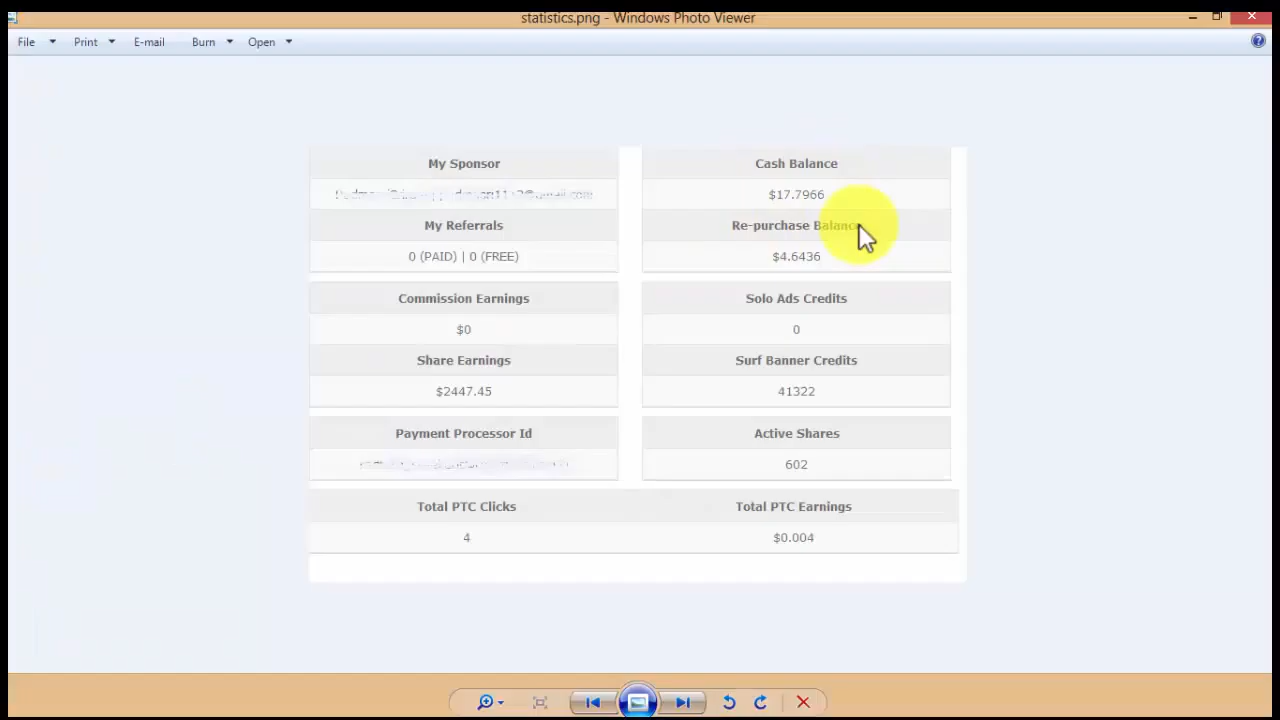 statistics.png - Windows Photo Viewer
File Print E-mail Burn Open
My Sponsor
Cash Balance
$17.7966
My Referrals
Re-purchase Balance
0 (PAID) | 0 (FREE)
$4.6436
Commission Earnings
Solo Ads Credits
$0
0
Share Earnings
Surf Banner Credits
$2447.45
41322
Payment Processor Id
Active Shares
602
Total PTC Clicks
Total PTC Earnings
4
$0.004